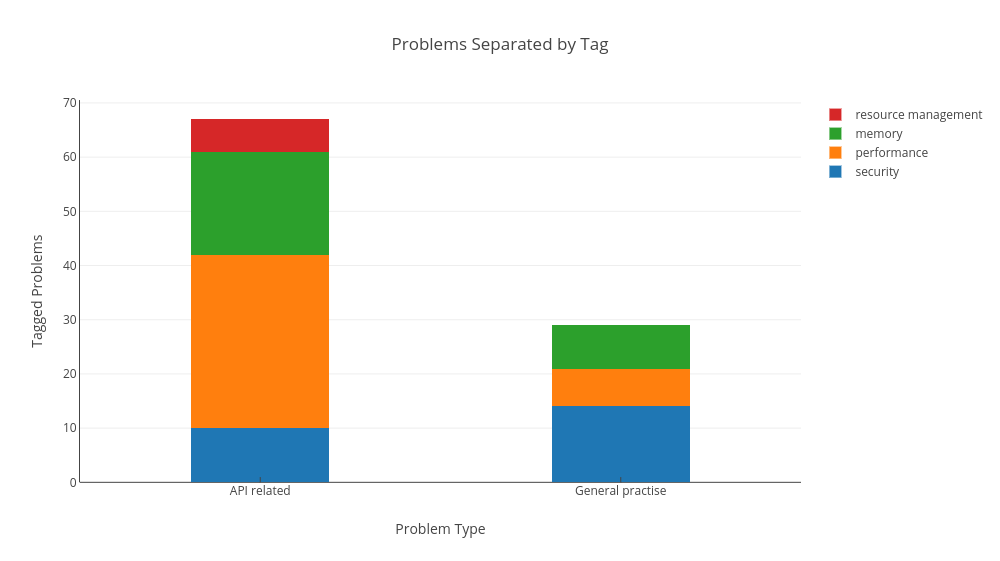 Problems Separated by Tag
70
60
50
40
30
20
10
0
Tagged Problems
API related
General practise
Problem Type
resource management
memory
performance
security